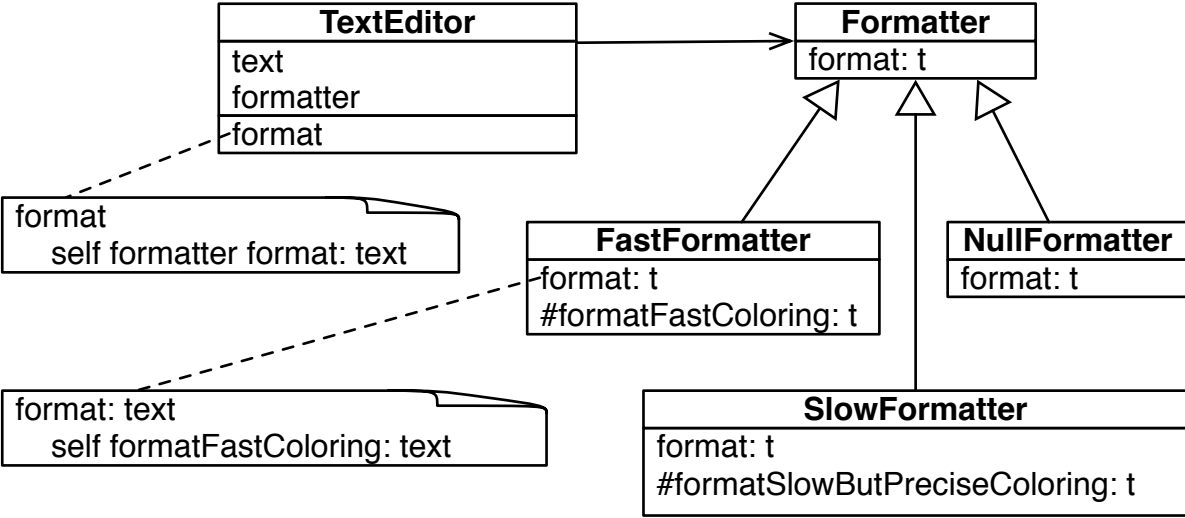 TextEditor
text
formatter
format
Formatter
format: t
format
self formatter format: text
FastFormatter
format: t
#formatFastColoring: t
NullFormatter
format: t
format: text
self formatFastColoring: text
SlowFormatter
format: t
#formatSlowButPreciseColoring: t